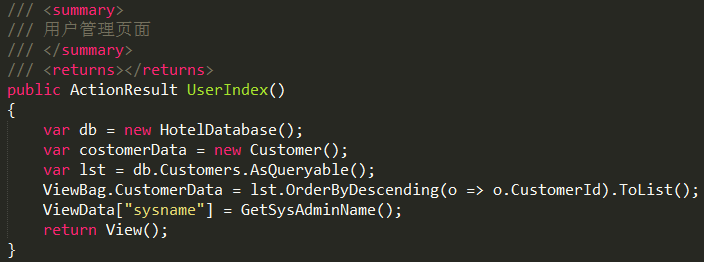 /// <summary>
/// 用户管理页面
/// </summary>
/// <returns></returns>
public ActionResult UserIndex()
{
    var db = new HotelDatabase();
    var costomerData = new Customer();
    var lst = db.Customers.AsQueryable();
    ViewBag.CustomerData = lst.OrderByDescending(o => o.CustomerId).ToList();
    ViewData["sysname"] = GetSysAdminName();
    return View();
}